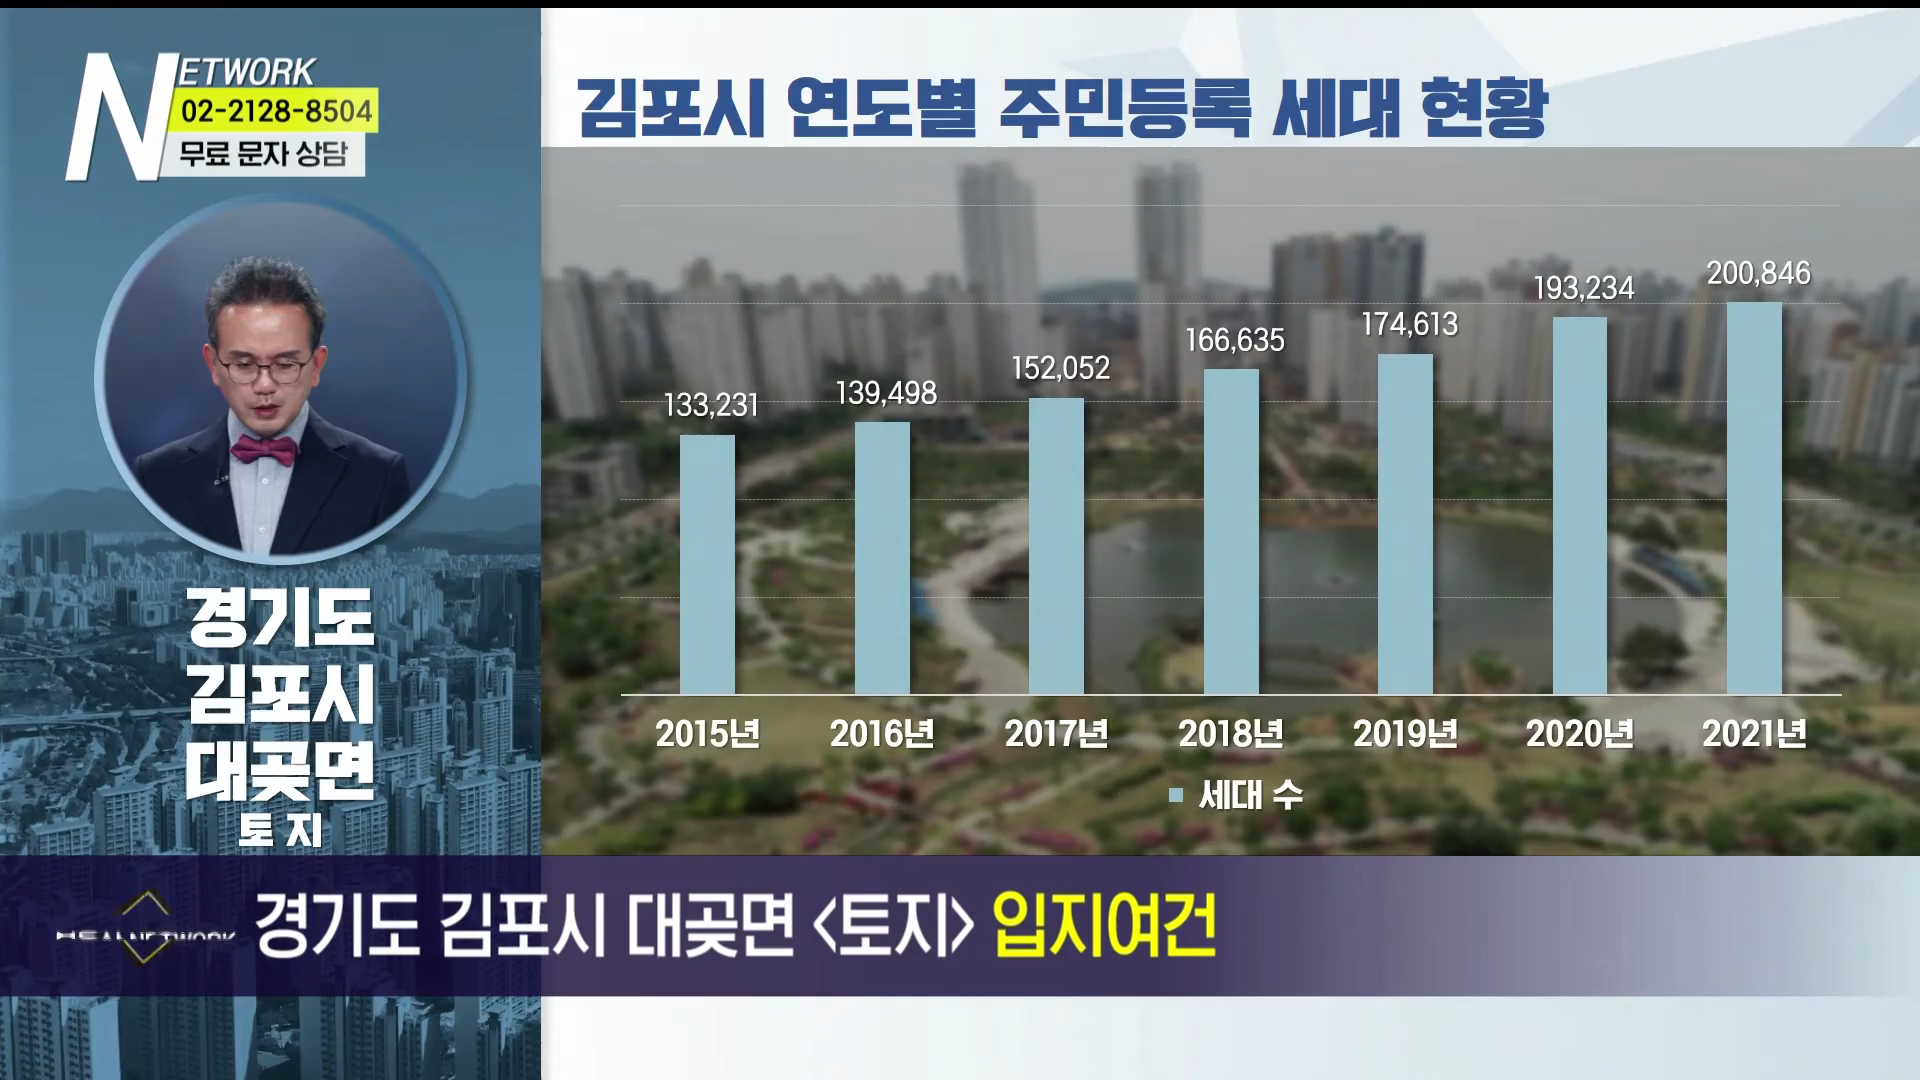 NETWORK
02-2128-8504
무료 문자 상담
경기도
김포시
대곶면
토지
김포시 연도별 주민등록 세대 현황
133,231
139,498
152,052
166,635
174,613
193,234
200,846
2015년
2016년
2017년
2018년
2019년
2020년
2021년
세대 수
경기도 김포시 대곶면 <토지> 입지여건